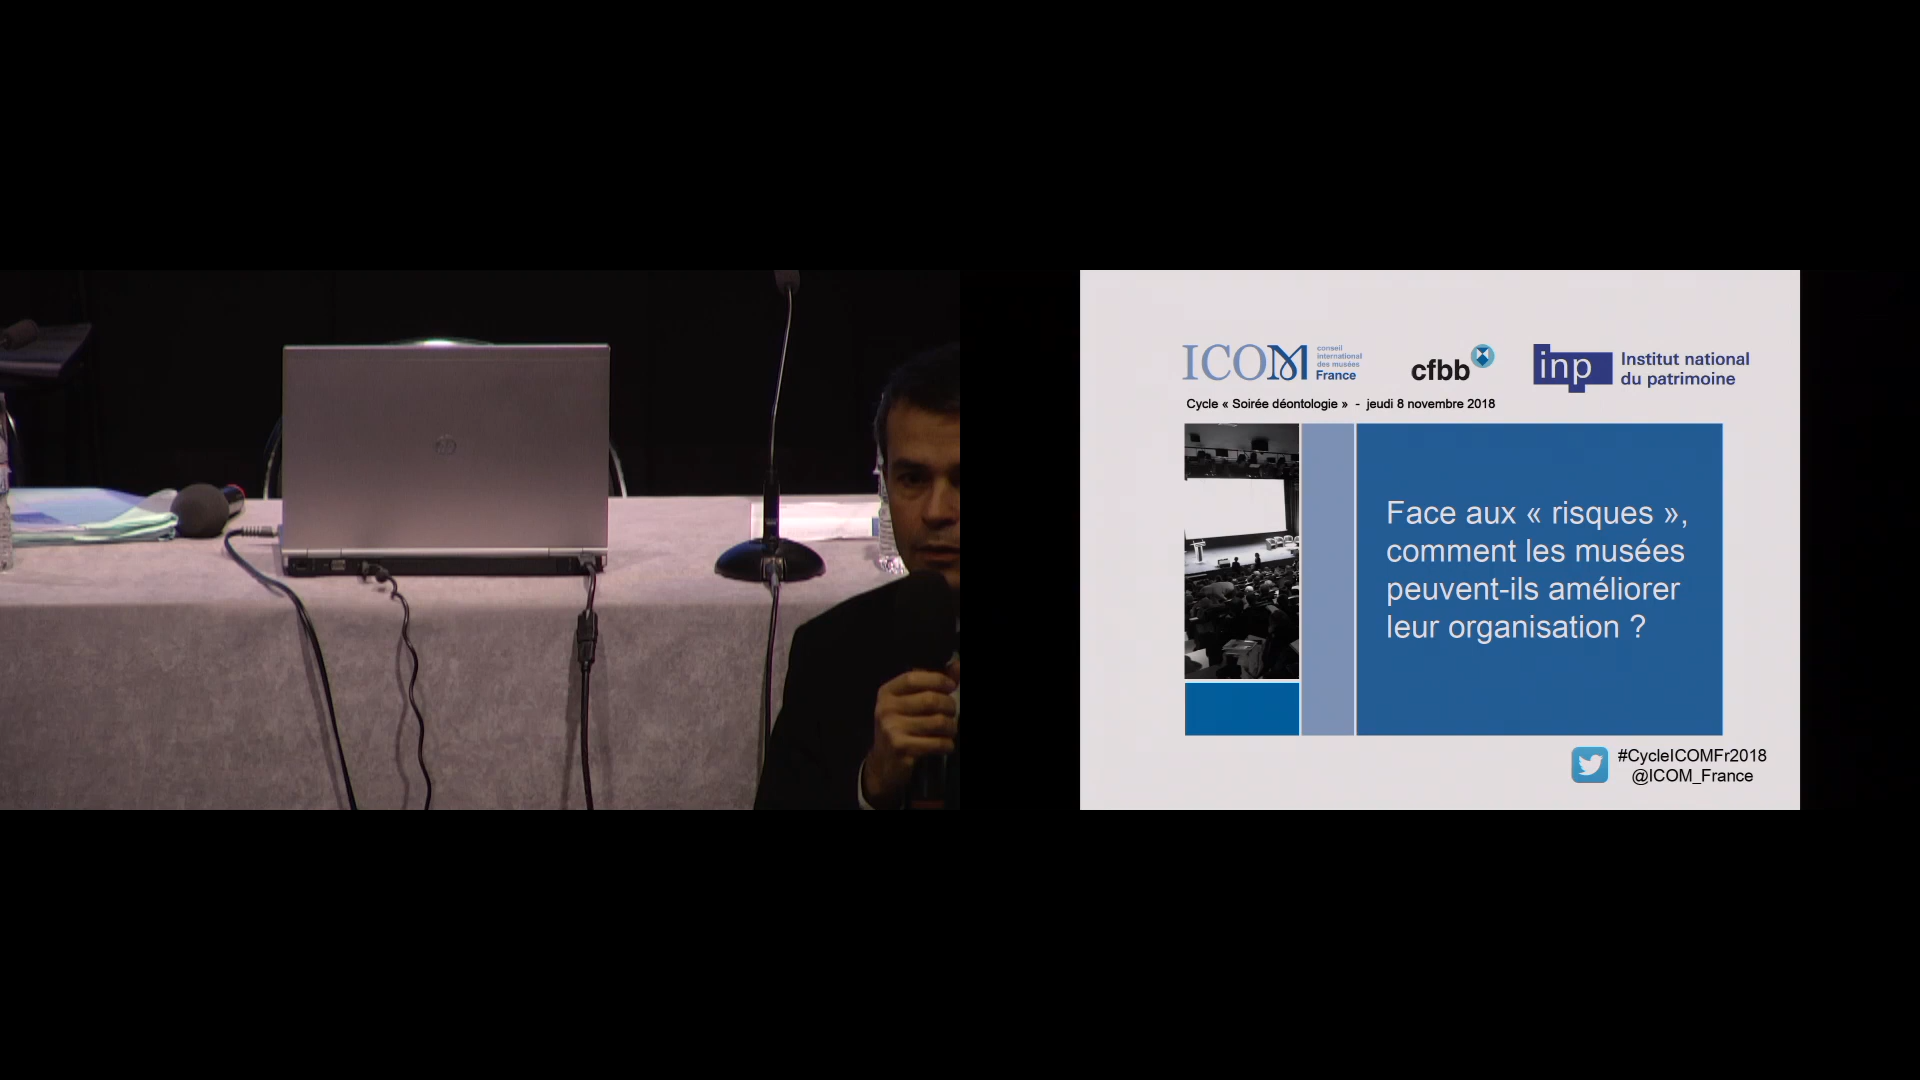 ICOM
conseil
international
des musées
France
cfbb
inp
Institut national
du patrimoine
Cycle « Soirée déontologie » - jeudi 8 novembre 2018
Face aux « risques »,
comment les musées
peuvent-ils améliorer
leur organisation ?
#CycleICOMFr2018
@ICOM_France
hp